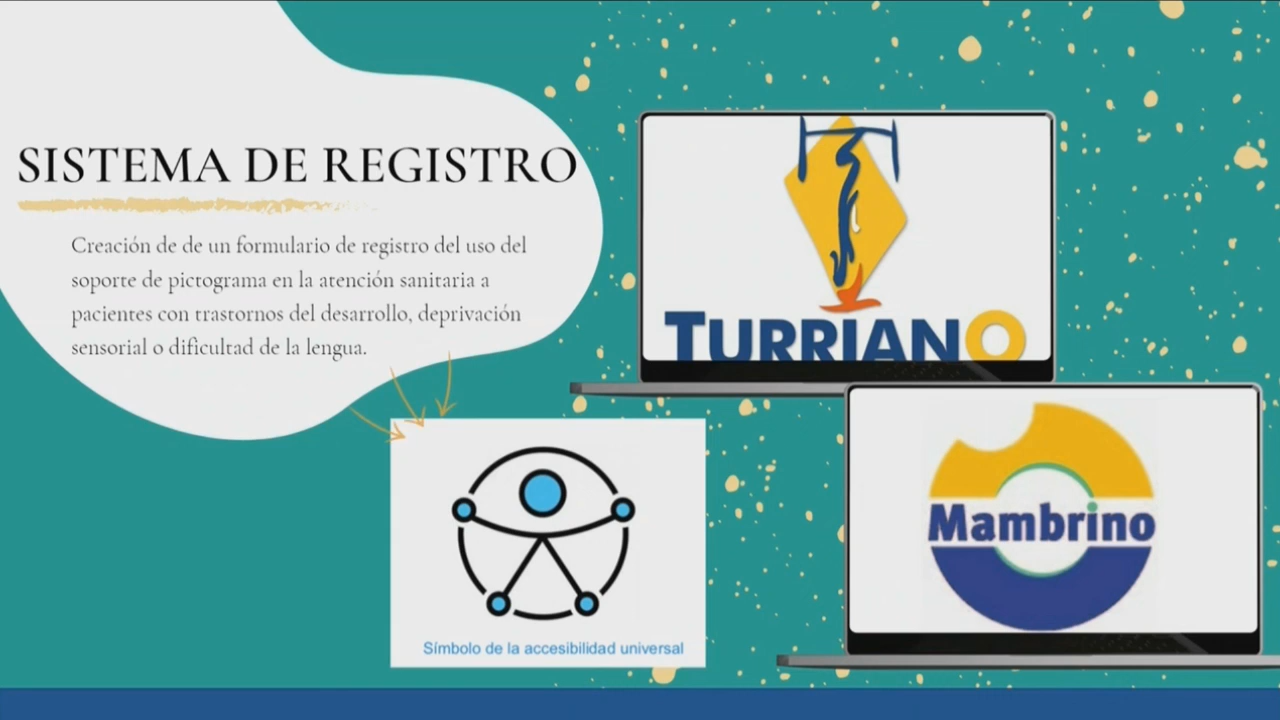 SISTEMA DE REGISTRO
Creación de de un formulario de registro del uso del
soporte de pictograma en la atención sanitaria a
pacientes con trastornos del desarrollo, deprivación
sensorial o dificultad de la lengua.
TURRIANO
Mambrino
Símbolo de la accesibilidad universal